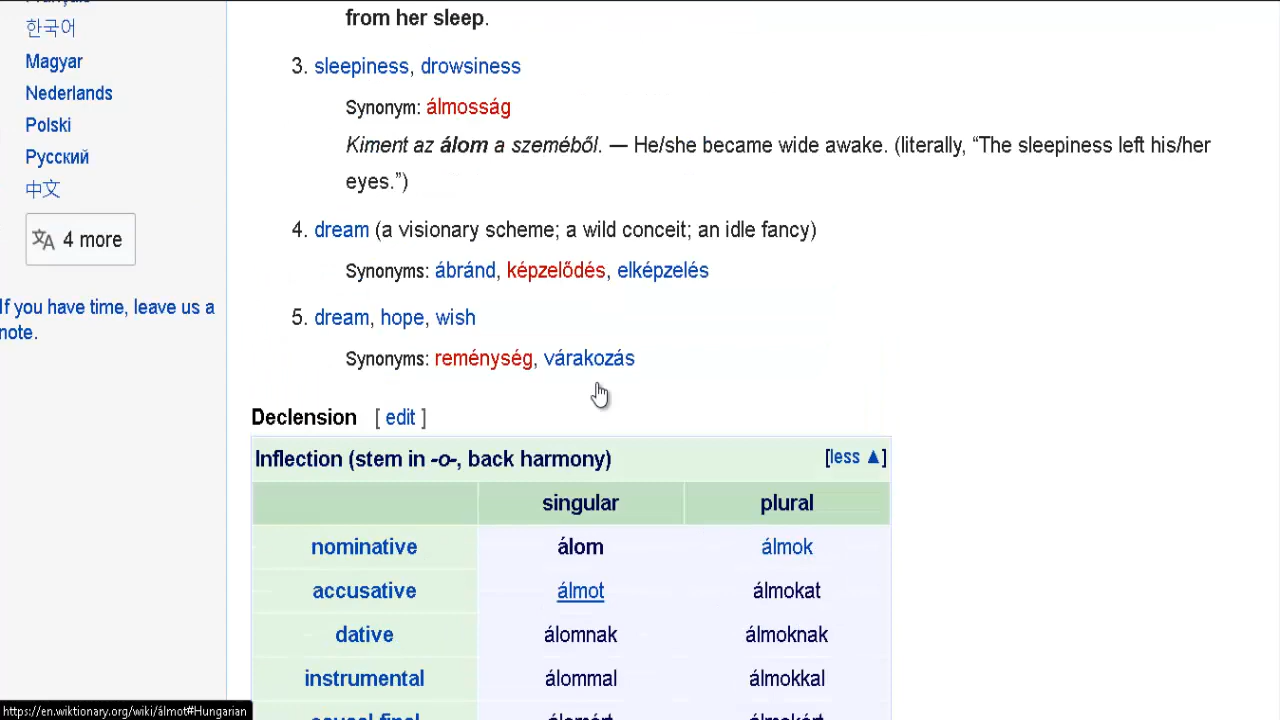 from her sleep.
한국어
Magyar
Nederlands
Polski
Русский
中文
4 more
If you have time, leave us a
note.
3. sleepiness, drowsiness
Synonym: álmosság
Kiment az álom a szeméből. — He/she became wide awake. (literally, “The sleepiness left his/her
eyes.”)
4. dream (a visionary scheme; a wild conceit; an idle fancy)
Synonyms: ábránd, képzelődés, elképzelés
5. dream, hope, wish
Synonyms: reménység, várakozás
Declension [ edit ]
Inflection (stem in -o-, back harmony) [less ▲]
singular plural
nominative álom álmok
accusative álmot álmokat
dative álomnak álmoknak
instrumental álommal álmokkal
https://en.wiktionary.org/wiki/álmot#Hungarian